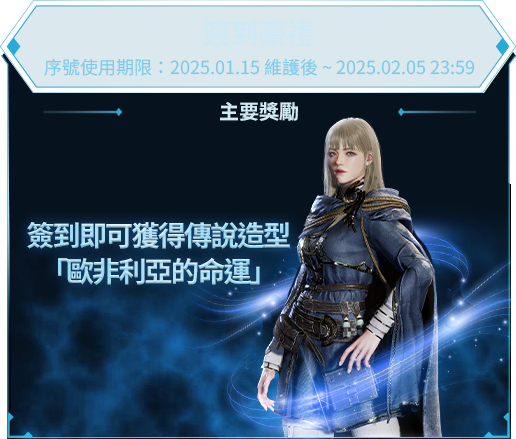 序號使用期限：2025.01.15 維護後 ~ 2025.02.05 23:59
主要獎勵
簽到即可獲得傳說造型
「歐非利亞的命運」